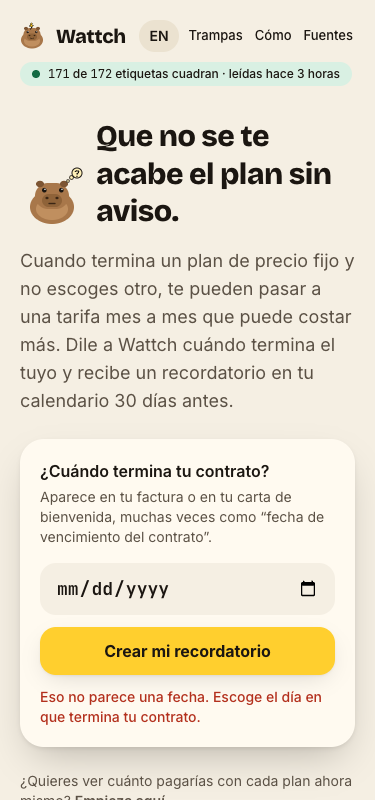 Wattch EN Trampas Cómo Fuentes
171 de 172 etiquetas cuadran · leídas hace 3 horas
Que no se te
acabe el plan sin
aviso.
?
Cuando termina un plan de precio fijo y
no escoges otro, te pueden pasar a
una tarifa mes a mes que puede costar
más. Dile a Wattch cuándo termina el
tuyo y recibe un recordatorio en tu
calendario 30 días antes.
¿Cuándo termina tu contrato?
Aparece en tu factura o en tu carta de
bienvenida, muchas veces como “fecha de
vencimiento del contrato”.
mm/dd/yyyy
Crear mi recordatorio
Eso no parece una fecha. Escoge el día en
que termina tu contrato.
¿Quieres ver cuánto pagarías con cada plan ahora
mismo? Empieza aquí